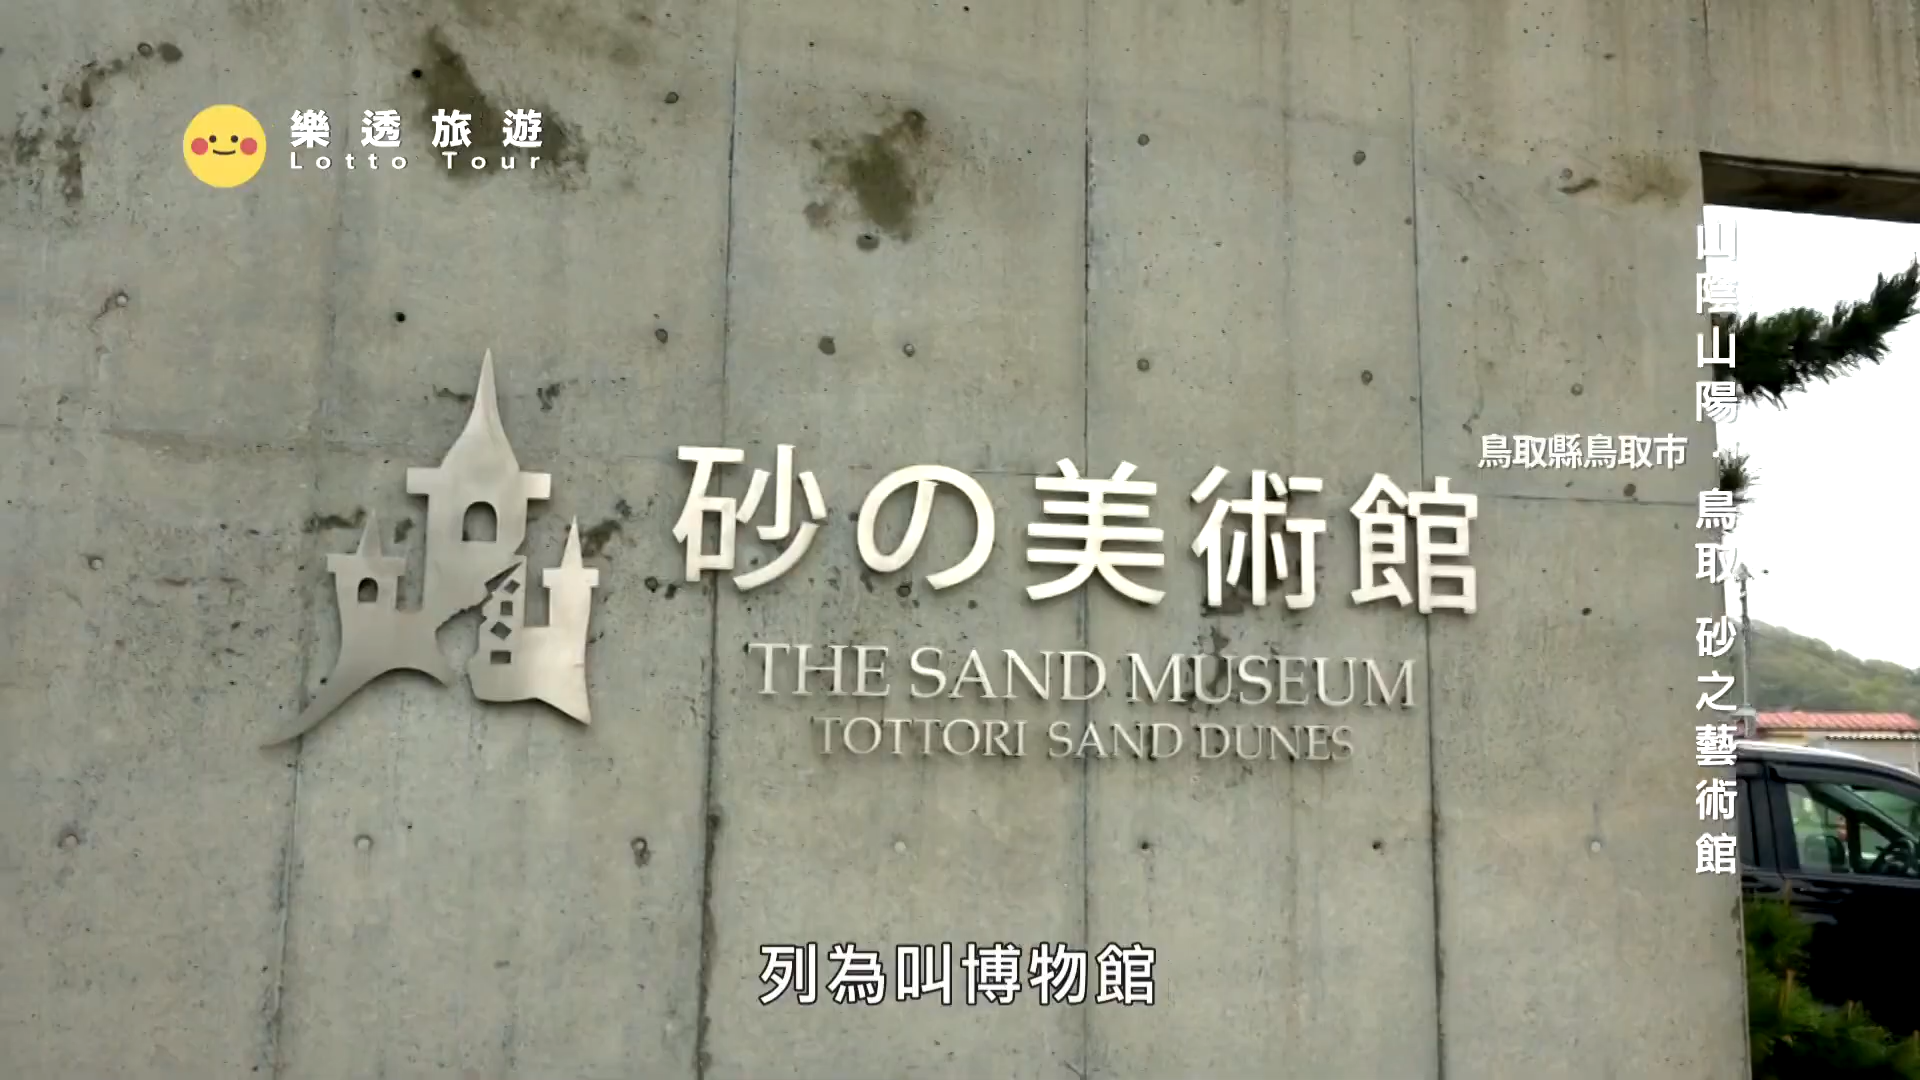 樂透旅遊
Lotto Tour
山陰山陽·鳥取 砂之藝術館
鳥取縣鳥取市
砂の美術館
THE SAND MUSEUM
TOTTORI SAND DUNES
列為叫博物館